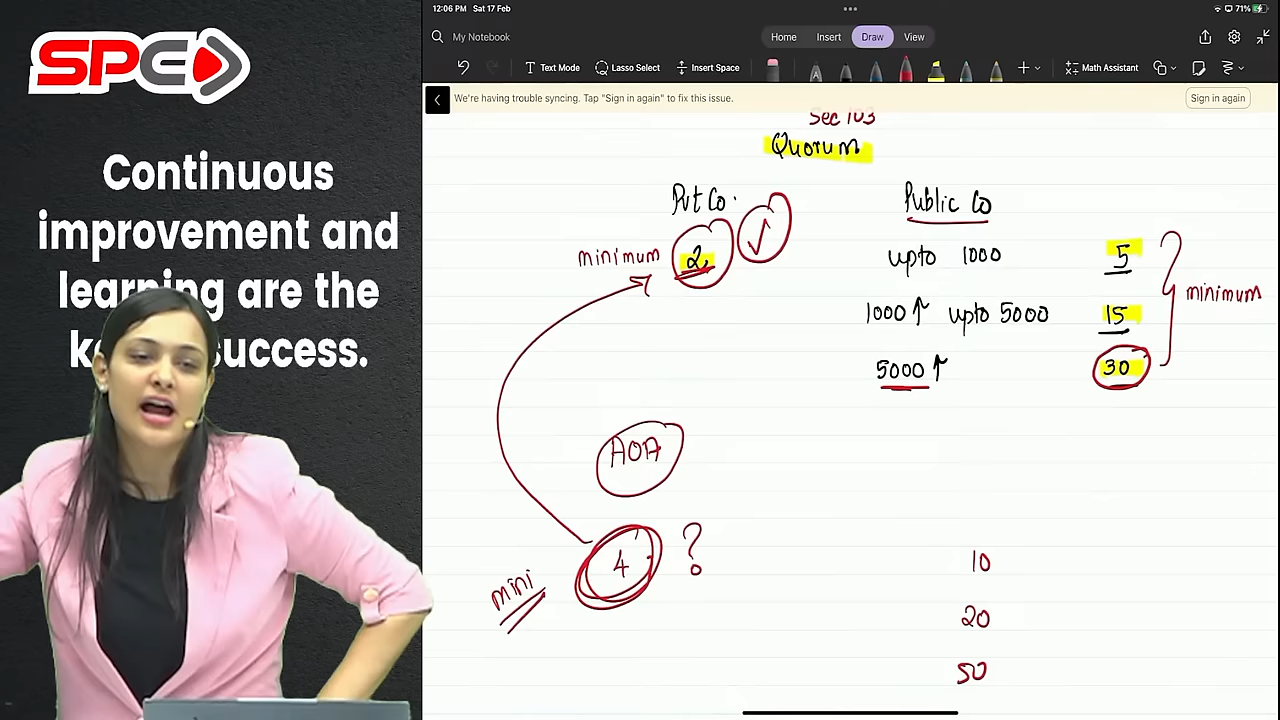 SPC
Continuous
improvement and
learning are the
success.
12:06 PM Sat 17 Feb
71%
My Notebook
Home Insert Draw View
Text Mode Lasso Select Insert Space Math Assistant
We're having trouble syncing. Tap "Sign in again" to fix this issue. Sign in again
Sec 103
Quorum
Pvt Co. Public Co
minimum 2 upto 1000 5
1000↑ upto 5000 15 minimum
5000↑ 30
AOA
mini 4 ? 10
20
50